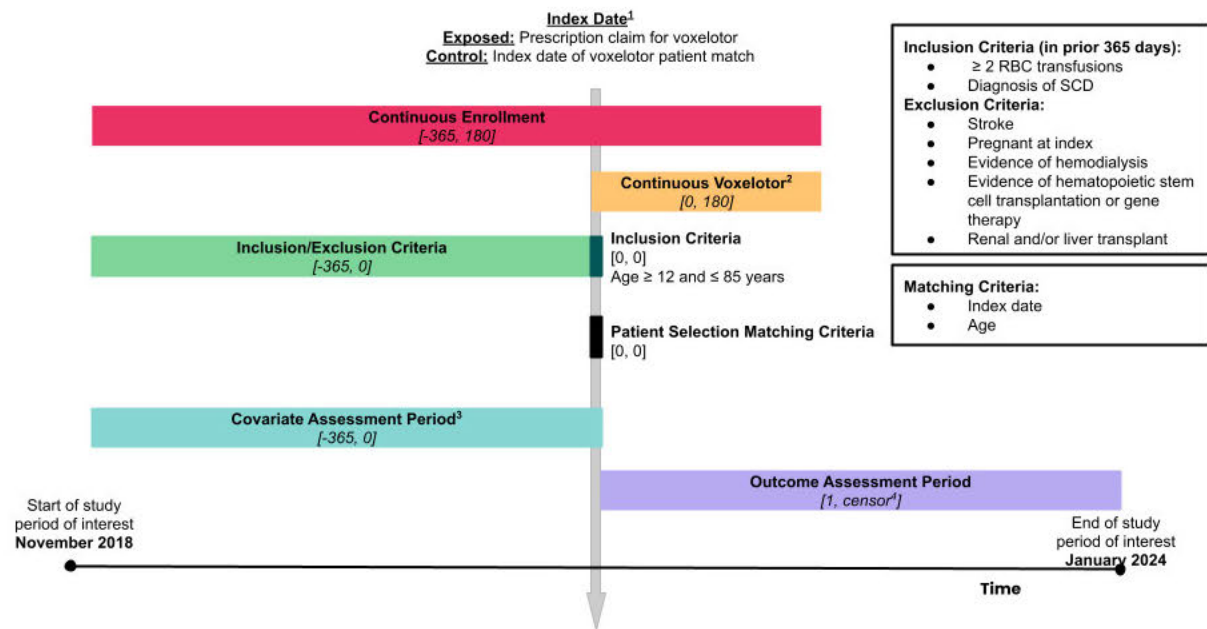 Index Date¹
Exposed: Prescription claim for voxelotor
Control: Index date of voxelotor patient match
Continuous Enrollment
[-365, 180]
Continuous Voxelotor²
[0, 180]
Inclusion/Exclusion Criteria
[-365, 0]
Inclusion Criteria
[0, 0]
Age ≥ 12 and ≤ 85 years
Patient Selection Matching Criteria
[0, 0]
Covariate Assessment Period³
[-365, 0]
Outcome Assessment Period
[1, censor⁴]
Start of study
period of interest
November 2018
End of study
period of interest
January 2024
Time
Inclusion Criteria (in prior 365 days):
● ≥ 2 RBC transfusions
● Diagnosis of SCD
Exclusion Criteria:
● Stroke
● Pregnant at index
● Evidence of hemodialysis
● Evidence of hematopoietic stem
cell transplantation or gene
therapy
● Renal and/or liver transplant
Matching Criteria:
● Index date
● Age